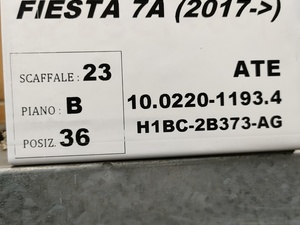 FIESTA 7A (2017->)
SCAFFALE : 23
PIANO : B
POSIZ. 36
ATE
10.0220-1193.4
H1BC-2B373-AG